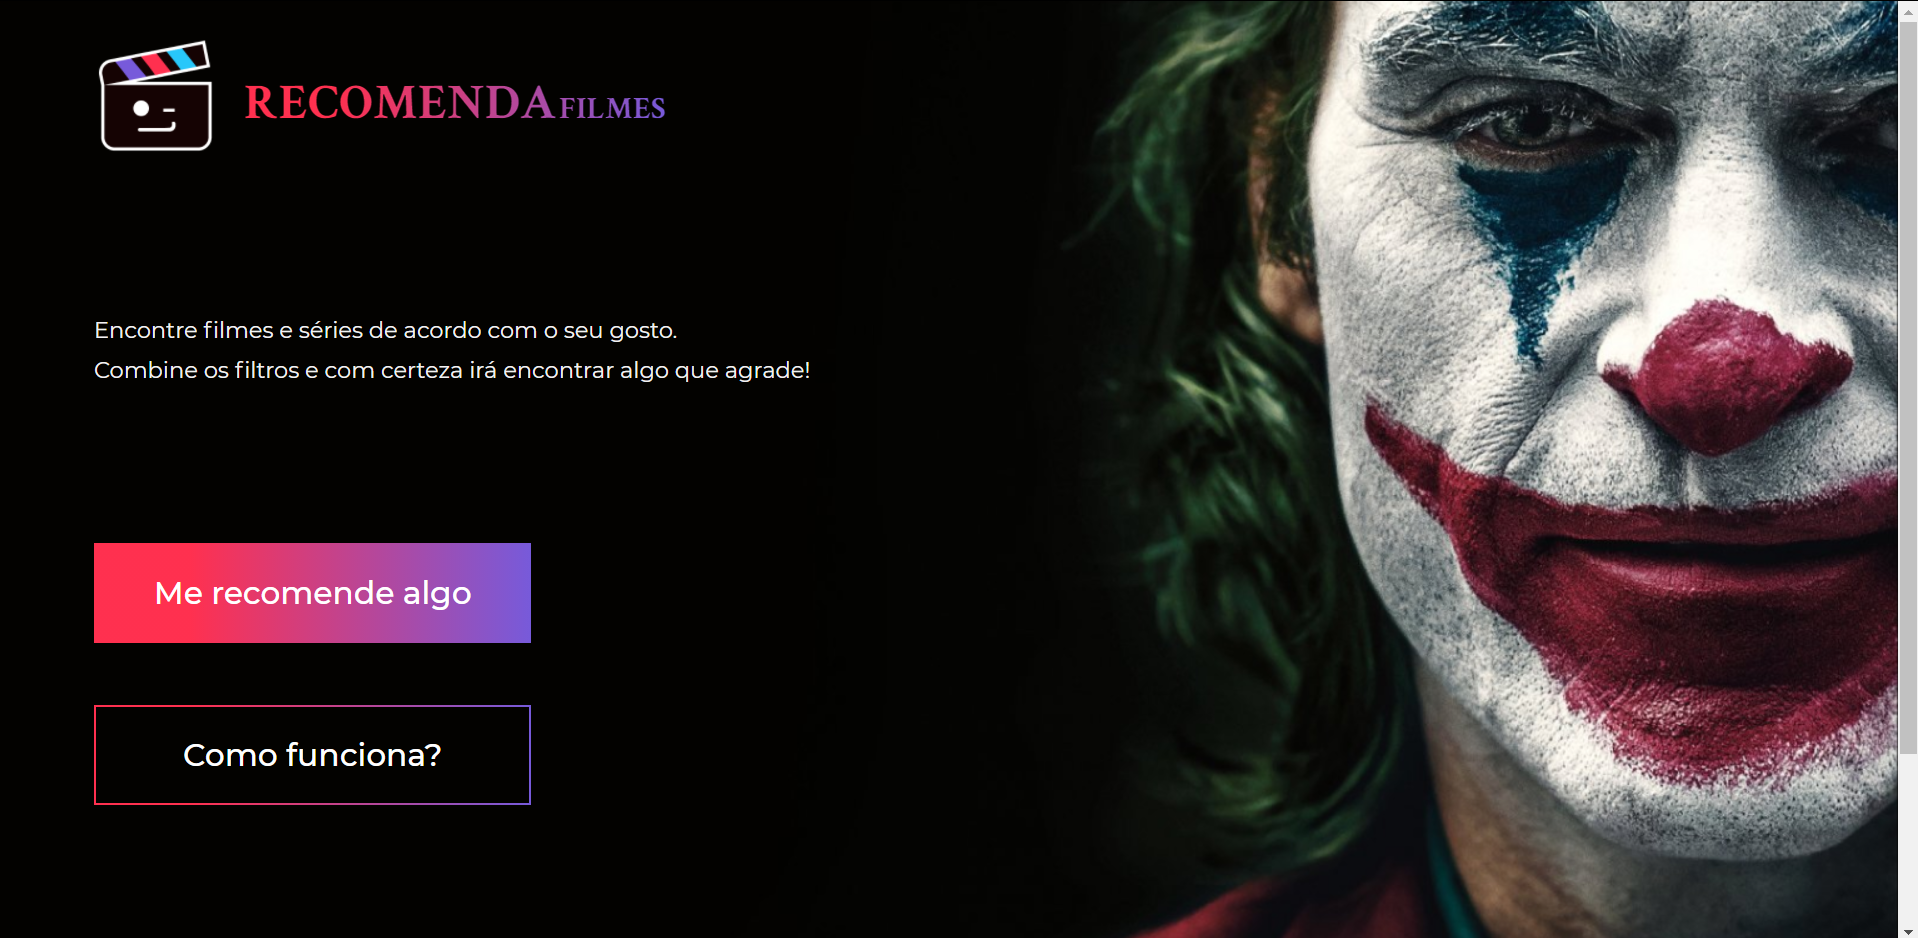 RECOMENDA FILMES
Encontre filmes e séries de acordo com o seu gosto.
Combine os filtros e com certeza irá encontrar algo que agrade!
Me recomende algo
Como funciona?